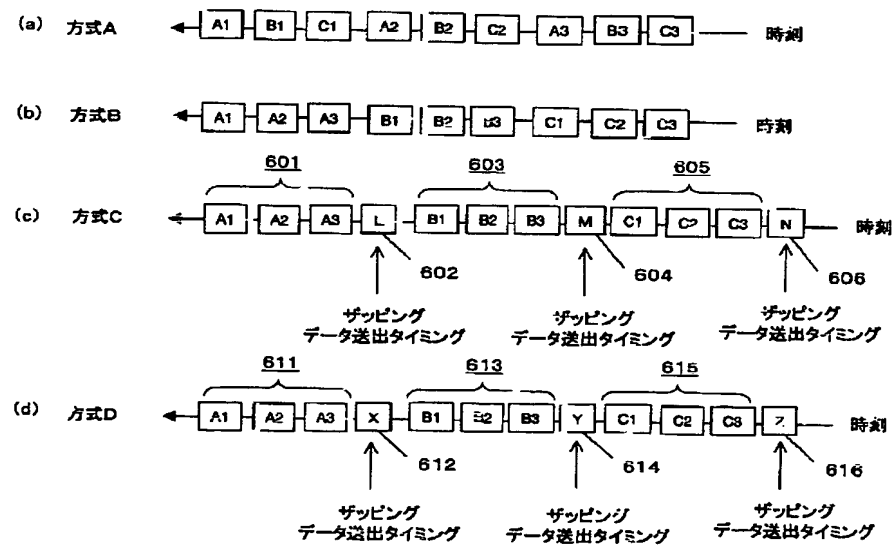 (a) 方式A A1 B1 C1 A2 B2 C2 A3 B3 C3 時刻
(b) 方式B A1 A2 A3 B1 B2 B3 C1 C2 C3 時刻
601 603 605
(c) 方式C A1 A2 A3 L B1 B2 B3 M C1 C2 C3 N 時刻
602 604 606
ザッピング ザッピング ザッピング
データ送出タイミング データ送出タイミング データ送出タイミング
611 613 615
(d) 方式D A1 A2 A3 X B1 B2 B3 Y C1 C2 C3 Z 時刻
612 614 616
ザッピング ザッピング ザッピング
データ送出タイミング データ送出タイミング データ送出タイミング